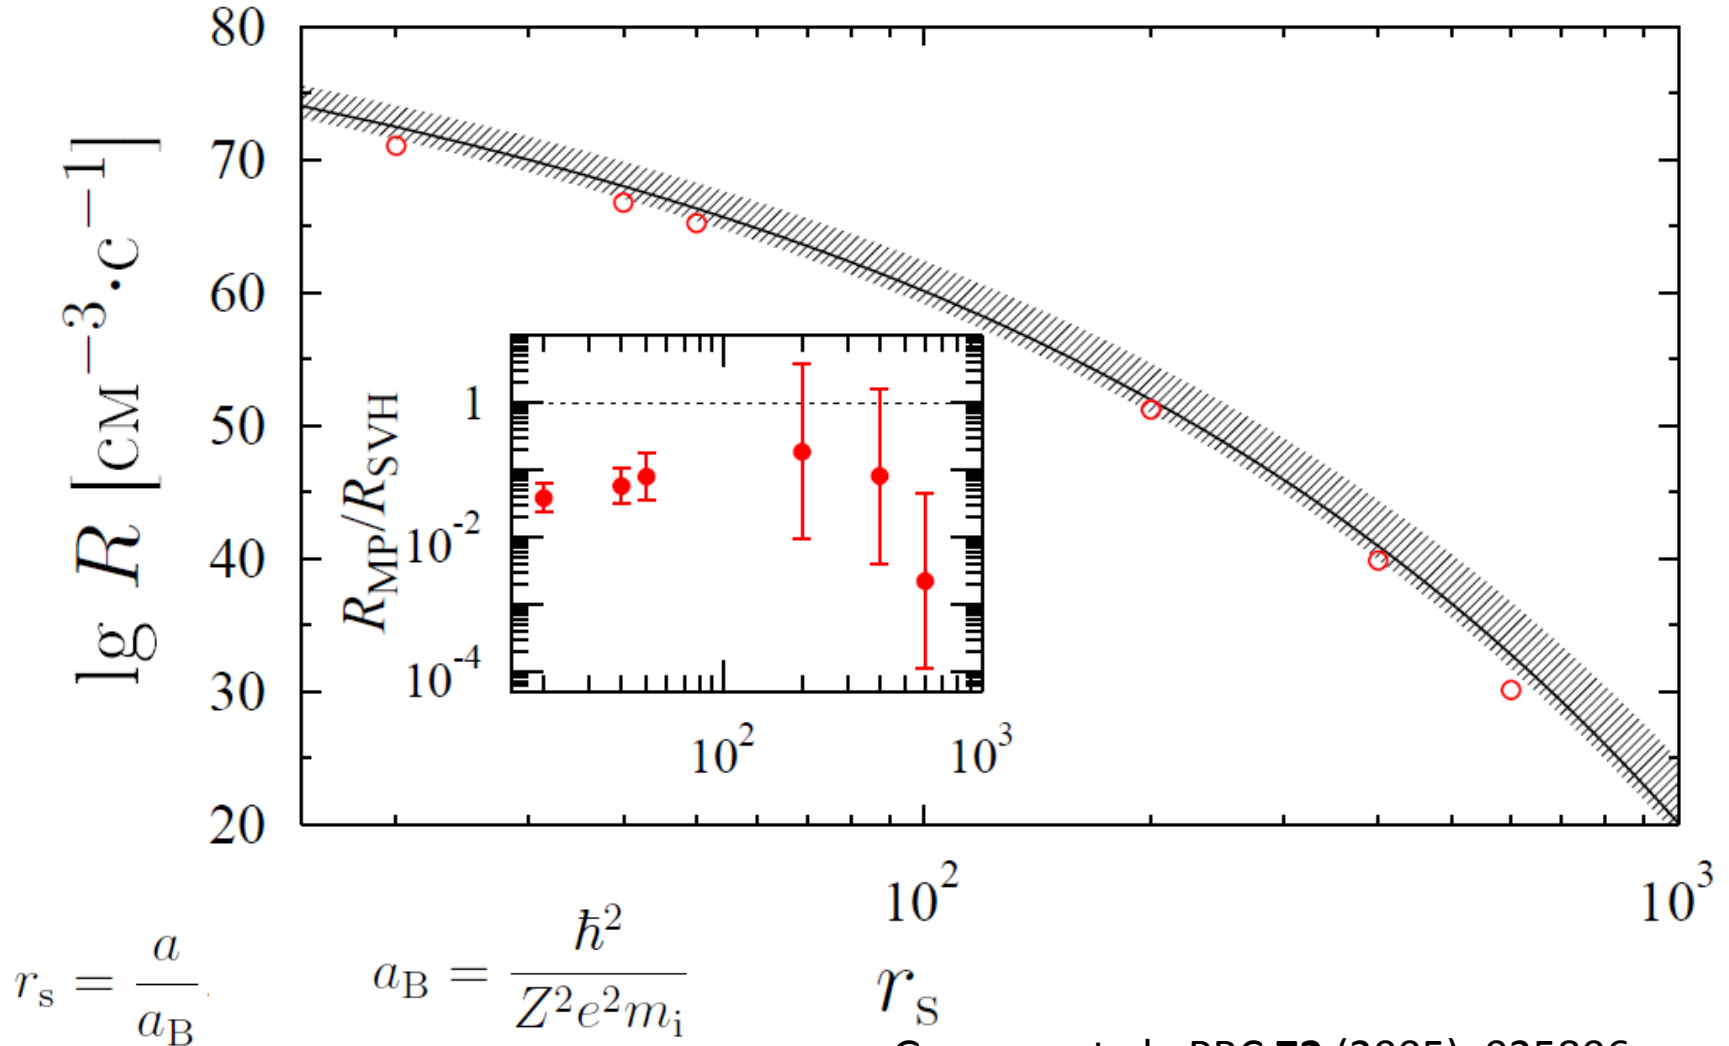 80
70
60
50
40
30
20
lg R [см⁻³·с⁻¹]
1
10⁻²
10⁻⁴
R_MP/R_SVH
10² 10³
10² 10³
r_s
r_s = a / a_B
a_B = ħ² / Z²e²m_i